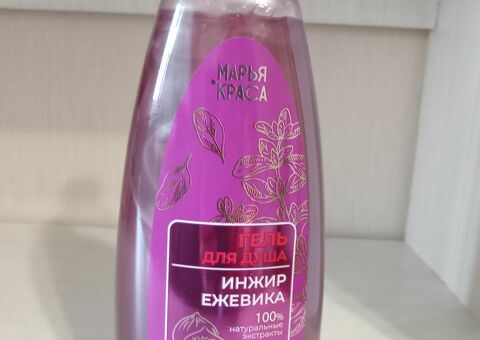 МАРЬЯ
КРАСА
ГЕЛЬ
ДЛЯ ДУША
ИНЖИР
ЕЖЕВИКА
100%
натуральные
экстракты